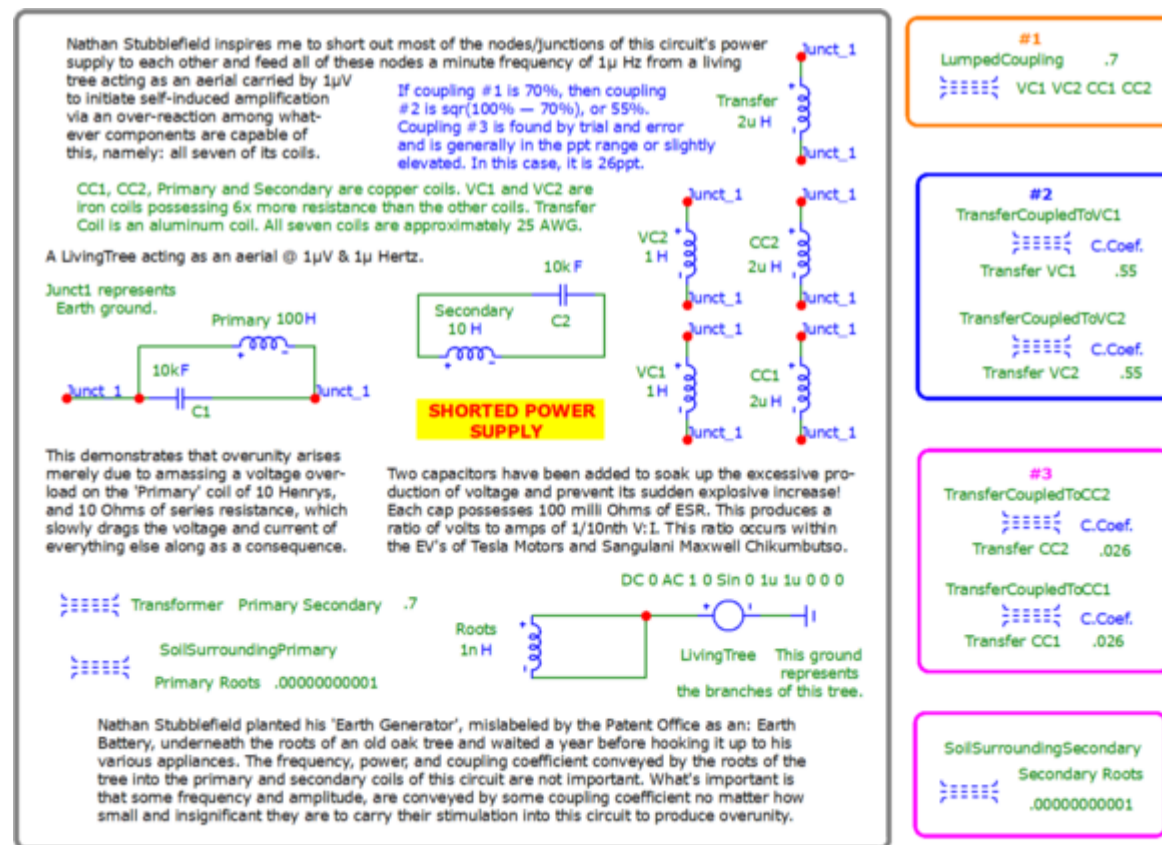 Nathan Stubblefield inspires me to short out most of the nodes/junctions of this circuit's power
supply to each other and feed all of these nodes a minute frequency of 1µ Hz from a living
tree acting as an aerial carried by 1µV
to initiate self-induced amplification
via an over-reaction among what-
ever components are capable of
this, namely: all seven of its coils.
If coupling #1 is 70%, then coupling
#2 is sqr(100% — 70%), or 55%.
Coupling #3 is found by trial and error
and is generally in the ppt range or slightly
elevated. In this case, it is 26ppt.
Junct_1
Transfer
2u H
Junct_1
CC1, CC2, Primary and Secondary are copper coils. VC1 and VC2 are
iron coils possessing 6x more resistance than the other coils. Transfer
Coil is an aluminum coil. All seven coils are approximately 25 AWG.
A LivingTree acting as an aerial @ 1µV & 1µ Hertz.
Junct1 represents
Earth ground.
Primary 100H
10k F
Junct_1
C1
Junct_1
10k F
Secondary
10 H
C2
SHORTED POWER
SUPPLY
Junct_1
VC2
1 H
Junct_1
Junct_1
CC2
2u H
Junct_1
Junct_1
VC1
1 H
Junct_1
Junct_1
CC1
2u H
Junct_1
This demonstrates that overunity arises
merely due to amassing a voltage over-
load on the 'Primary' coil of 10 Henrys,
and 10 Ohms of series resistance, which
slowly drags the voltage and current of
everything else along as a consequence.
Two capacitors have been added to soak up the excessive pro-
duction of voltage and prevent its sudden explosive increase!
Each cap possesses 100 milli Ohms of ESR. This produces a
ratio of volts to amps of 1/10nth V:I. This ratio occurs within
the EV's of Tesla Motors and Sangulani Maxwell Chikumbutso.
Transformer Primary Secondary .7
SoilSurroundingPrimary
Primary Roots .00000000001
DC 0 AC 1 0 Sin 0 1u 1u 0 0 0
Roots
1n H
LivingTree
This ground
represents
the branches of this tree.
Nathan Stubblefield planted his 'Earth Generator', mislabeled by the Patent Office as an: Earth
Battery, underneath the roots of an old oak tree and waited a year before hooking it up to his
various appliances. The frequency, power, and coupling coefficient conveyed by the roots of the
tree into the primary and secondary coils of this circuit are not important. What's important is
that some frequency and amplitude, are conveyed by some coupling coefficient no matter how
small and insignificant they are to carry their stimulation into this circuit to produce overunity.
#1
LumpedCoupling .7
VC1 VC2 CC1 CC2
#2
TransferCoupledToVC1
C.Coef.
Transfer VC1 .55
TransferCoupledToVC2
C.Coef.
Transfer VC2 .55
#3
TransferCoupledToCC2
C.Coef.
Transfer CC2 .026
TransferCoupledToCC1
C.Coef.
Transfer CC1 .026
SoilSurroundingSecondary
Secondary Roots
.00000000001